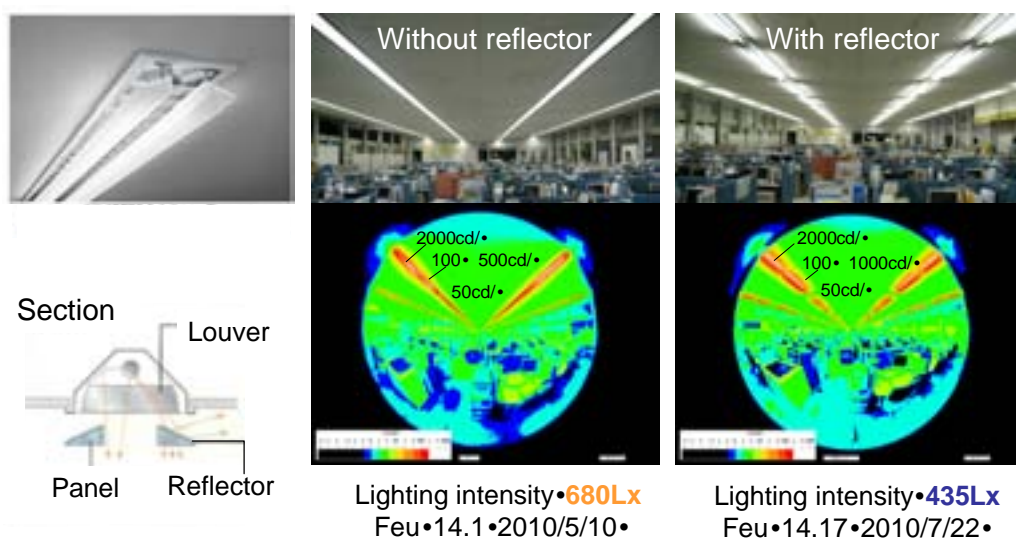 Without reflector
With reflector
2000cd/•
100•
500cd/•
50cd/•
2000cd/•
100•
1000cd/•
50cd/•
Section
Louver
Panel
Reflector
Lighting intensity•680Lx
Feu•14.1•2010/5/10•
Lighting intensity•435Lx
Feu•14.17•2010/7/22•